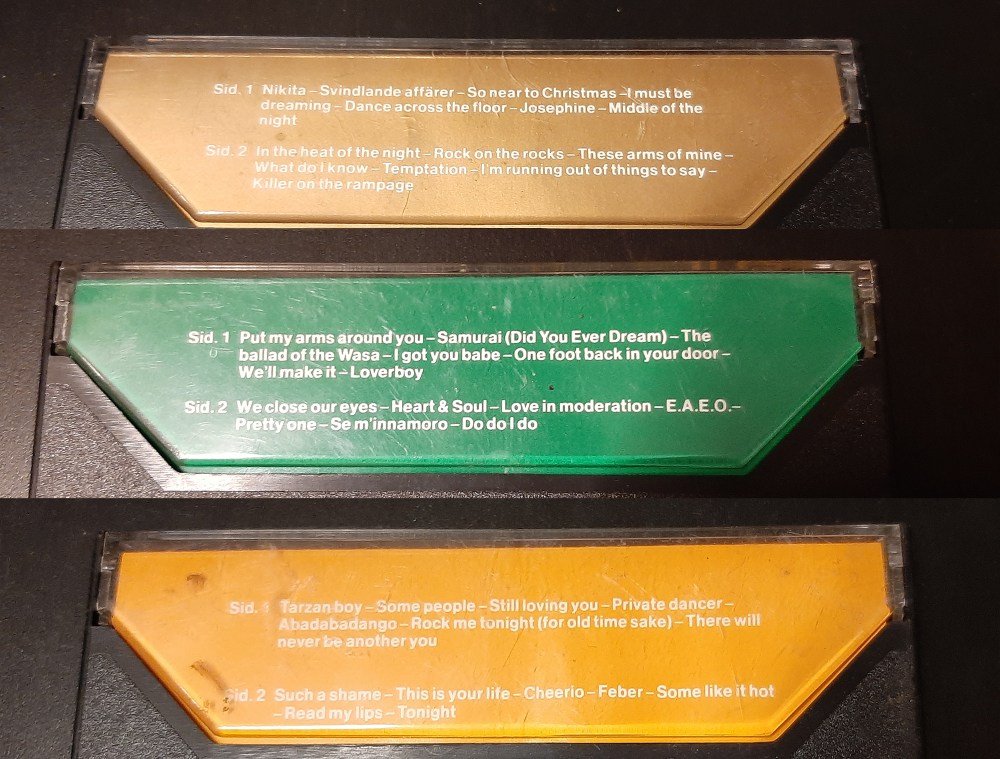 Sid. 1 Nikita – Svindlande affärer – So near to Christmas – I must be
dreaming – Dance across the floor – Josephine – Middle of the
night
Sid. 2 In the heat of the night – Rock on the rocks – These arms of mine –
What do I know – Temptation – I'm running out of things to say –
Killer on the rampage
Sid. 1 Put my arms around you – Samurai (Did You Ever Dream) – The
ballad of the Wasa – I got you babe – One foot back in your door –
We'll make it – Loverboy
Sid. 2 We close our eyes – Heart & Soul – Love in moderation – E.A.E.O. –
Pretty one – Se m'innamoro – Do do I do
Sid. 1 Tarzan boy – Some people – Still loving you – Private dancer –
Abadabadango – Rock me tonight (for old time sake) – There will
never be another you
Sid. 2 Such a shame – This is your life – Cheerio – Feber – Some like it hot
– Read my lips – Tonight